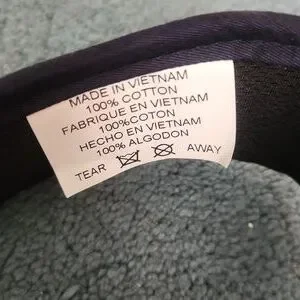 MADE IN VIETNAM
100% COTTON
FABRIQUE EN VIETNAM
100%COTON
HECHO EN VIETNAM
100% ALGODON
TEAR AWAY